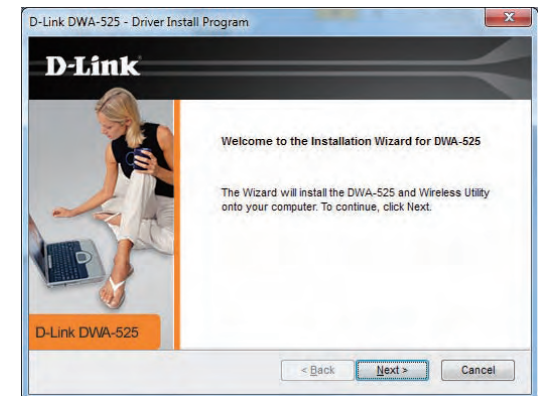 D-Link DWA-525 - Driver Install Program
D-Link
Welcome to the Installation Wizard for DWA-525
The Wizard will install the DWA-525 and Wireless Utility
onto your computer. To continue, click Next.
D-Link DWA-525
< Back Next > Cancel